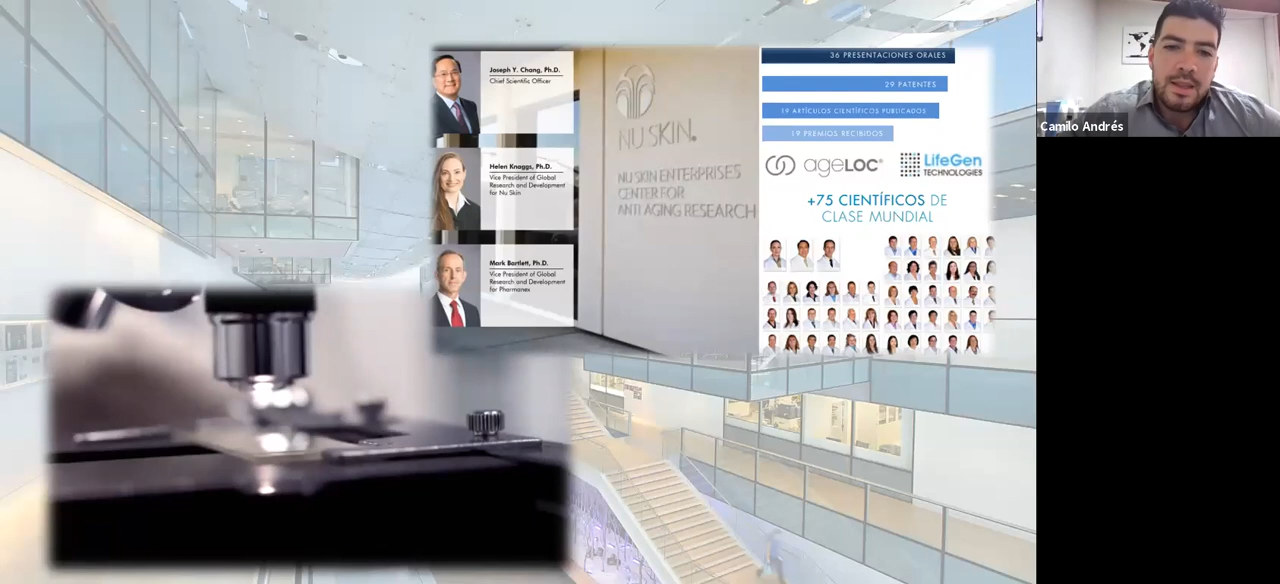 Joseph Y. Chang, Ph.D.
Chief Scientific Officer
Helen Knaggs, Ph.D.
Vice President of Global
Research and Development
for Nu Skin
Mark Bartlett, Ph.D.
Vice President of Global
Research and Development
for Pharmanex
NU SKIN®
NU SKIN ENTERPRISES
CENTER FOR
ANTI AGING RESEARCH
36 PRESENTACIONES ORALES
29 PATENTES
19 ARTÍCULOS CIENTÍFICOS PUBLICADOS
19 PREMIOS RECIBIDOS
ageLOC®
LifeGen
TECHNOLOGIES
+75 CIENTÍFICOS DE
CLASE MUNDIAL
Camilo Andrés